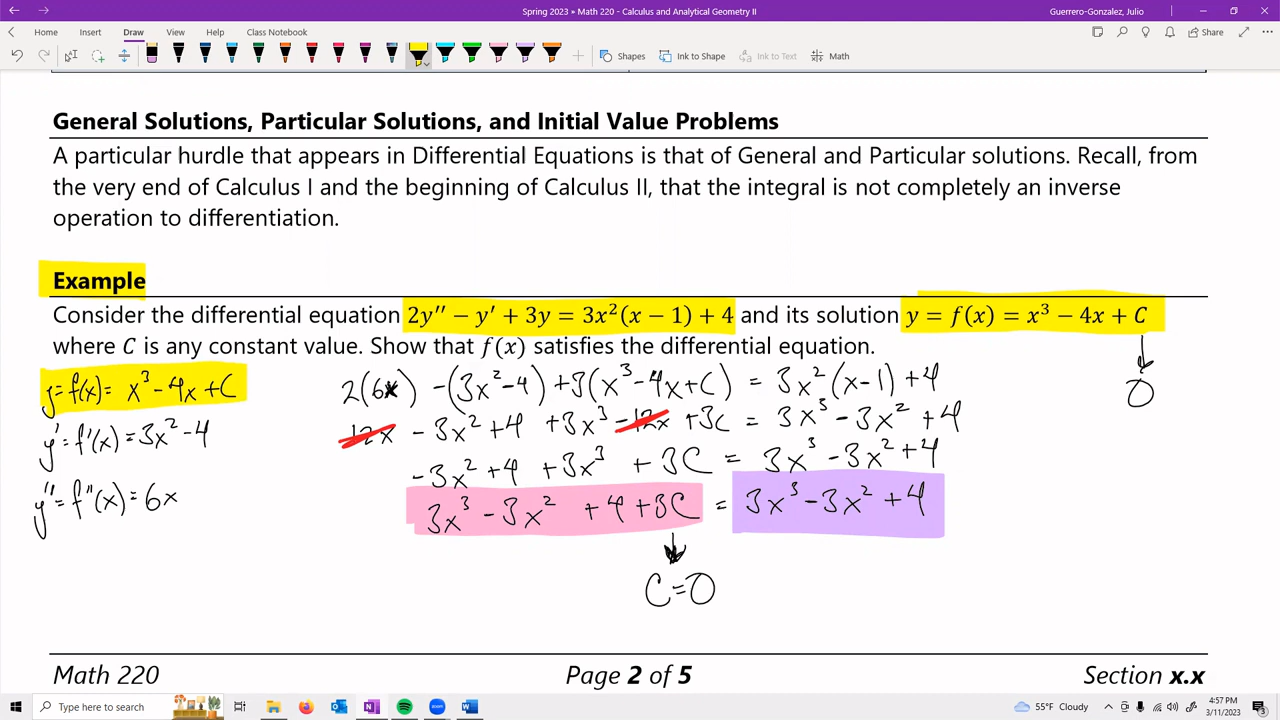 Spring 2023 » Math 220 - Calculus and Analytical Geometry II
Guerrero-Gonzalez, Julio
Home Insert Draw View Help Class Notebook
Share
Shapes Ink to Shape Ink to Text Math
General Solutions, Particular Solutions, and Initial Value Problems
A particular hurdle that appears in Differential Equations is that of General and Particular solutions. Recall, from
the very end of Calculus I and the beginning of Calculus II, that the integral is not completely an inverse
operation to differentiation.
Example
Consider the differential equation 2y′′ − y′ + 3y = 3x²(x − 1) + 4 and its solution y = f(x) = x³ − 4x + C
where C is any constant value. Show that f(x) satisfies the differential equation.
y=f(x)= x³-4x+C
2(6x) -(3x²-4) +3(x³-4x+C) = 3x²(x-1)+4
0
y'=f'(x)=3x²-4
12x - 3x²+4 +3x³-12x +3C = 3x³-3x²+4
-3x²+4 +3x³ +3C = 3x³-3x²+4
y''=f''(x)=6x
3x³-3x² +4+3C = 3x³-3x²+4
C=0
Math 220 Page 2 of 5 Section x.x
Type here to search
55°F Cloudy
4:57 PM
3/11/2023
3